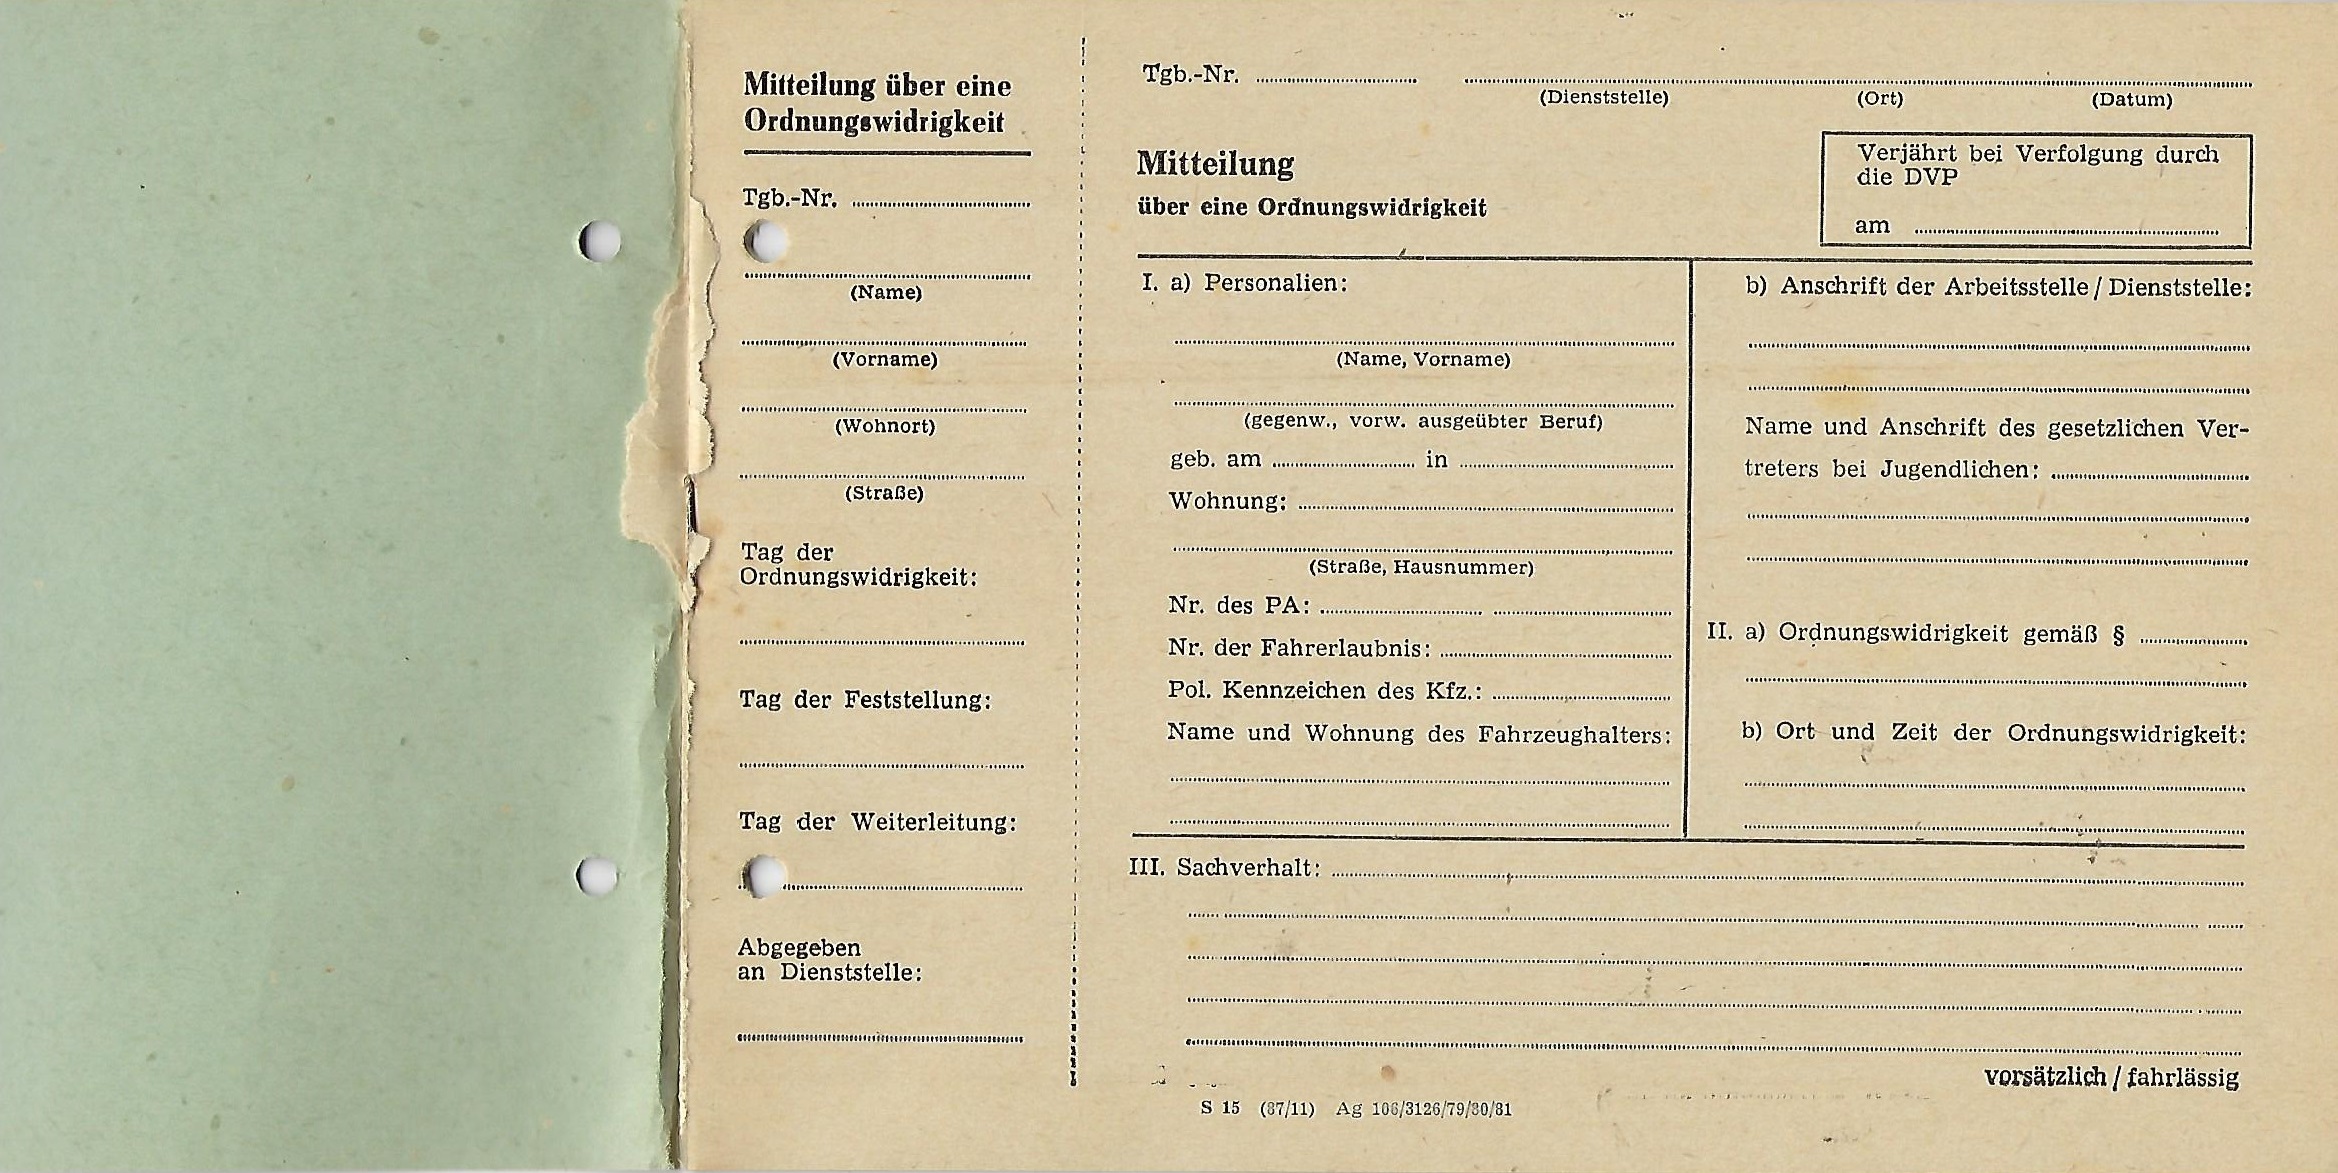 Mitteilung über eine
Ordnungswidrigkeit
Tgb.-Nr.
(Name)
(Vorname)
(Wohnort)
(Straße)
Tag der
Ordnungswidrigkeit:
Tag der Feststellung:
Tag der Weiterleitung:
Abgegeben
an Dienststelle:
Tgb.-Nr.
(Dienststelle) (Ort) (Datum)
Mitteilung
über eine Ordnungswidrigkeit
Verjährt bei Verfolgung durch
die DVP
am
I. a) Personalien:
(Name, Vorname)
(gegenw., vorw. ausgeübter Beruf)
geb. am in
Wohnung:
(Straße, Hausnummer)
Nr. des PA:
Nr. der Fahrerlaubnis:
Pol. Kennzeichen des Kfz.:
Name und Wohnung des Fahrzeughalters:
b) Anschrift der Arbeitsstelle / Dienststelle:
Name und Anschrift des gesetzlichen Ver-
treters bei Jugendlichen:
II. a) Ordnungswidrigkeit gemäß §
b) Ort und Zeit der Ordnungswidrigkeit:
III. Sachverhalt:
vorsätzlich / fahrlässig
S 15 (87/11) Ag 106/3126/79/80/81